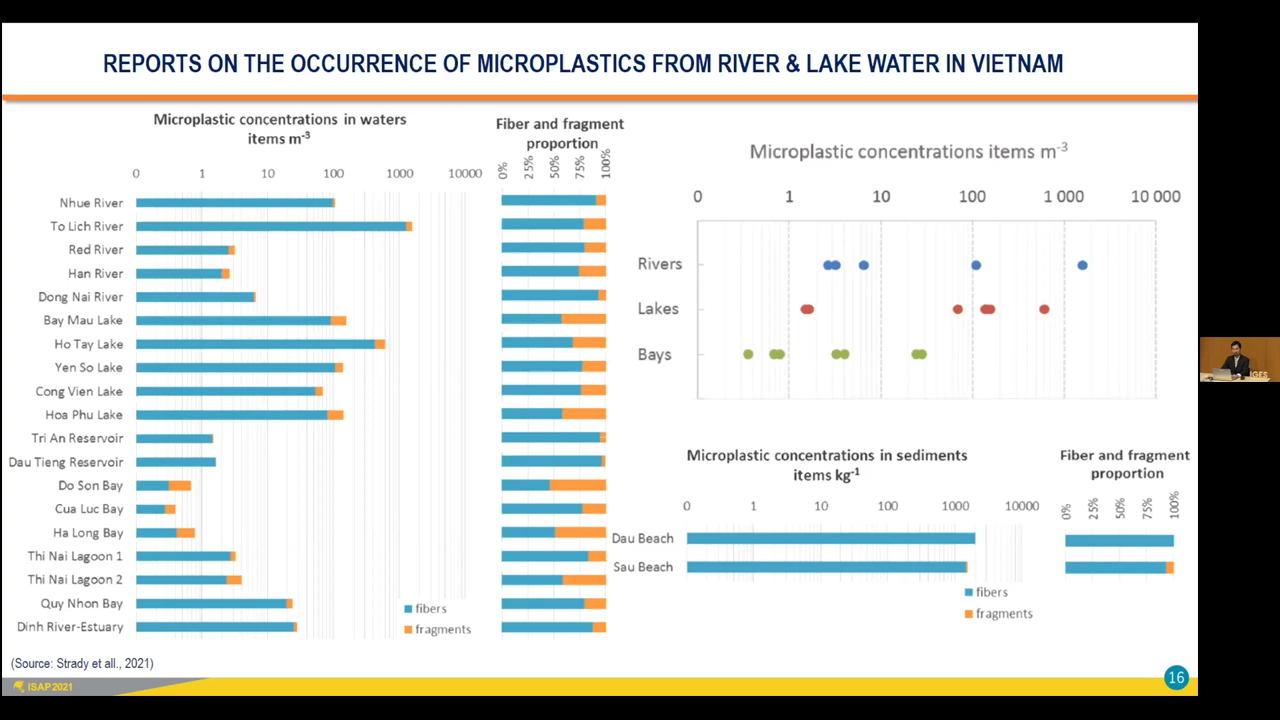 REPORTS ON THE OCCURRENCE OF MICROPLASTICS FROM RIVER & LAKE WATER IN VIETNAM
Microplastic concentrations in waters
items m-3
0 1 10 100 1000 10000
Nhue River
To Lich River
Red River
Han River
Dong Nai River
Bay Mau Lake
Ho Tay Lake
Yen So Lake
Cong Vien Lake
Hoa Phu Lake
Tri An Reservoir
Dau Tieng Reservoir
Do Son Bay
Cua Luc Bay
Ha Long Bay
Thi Nai Lagoon 1
Thi Nai Lagoon 2
Quy Nhon Bay
Dinh River-Estuary
fibers
fragments
Fiber and fragment
proportion
0% 25% 50% 75% 100%
Microplastic concentrations items m-3
0 1 10 100 1 000 10 000
Rivers
Lakes
Bays
Microplastic concentrations in sediments
items kg-1
0 1 10 100 1000 10000
Dau Beach
Sau Beach
fibers
fragments
Fiber and fragment
proportion
0% 25% 50% 75% 100%
(Source: Strady et all., 2021)
ISAP2021
16
IGES